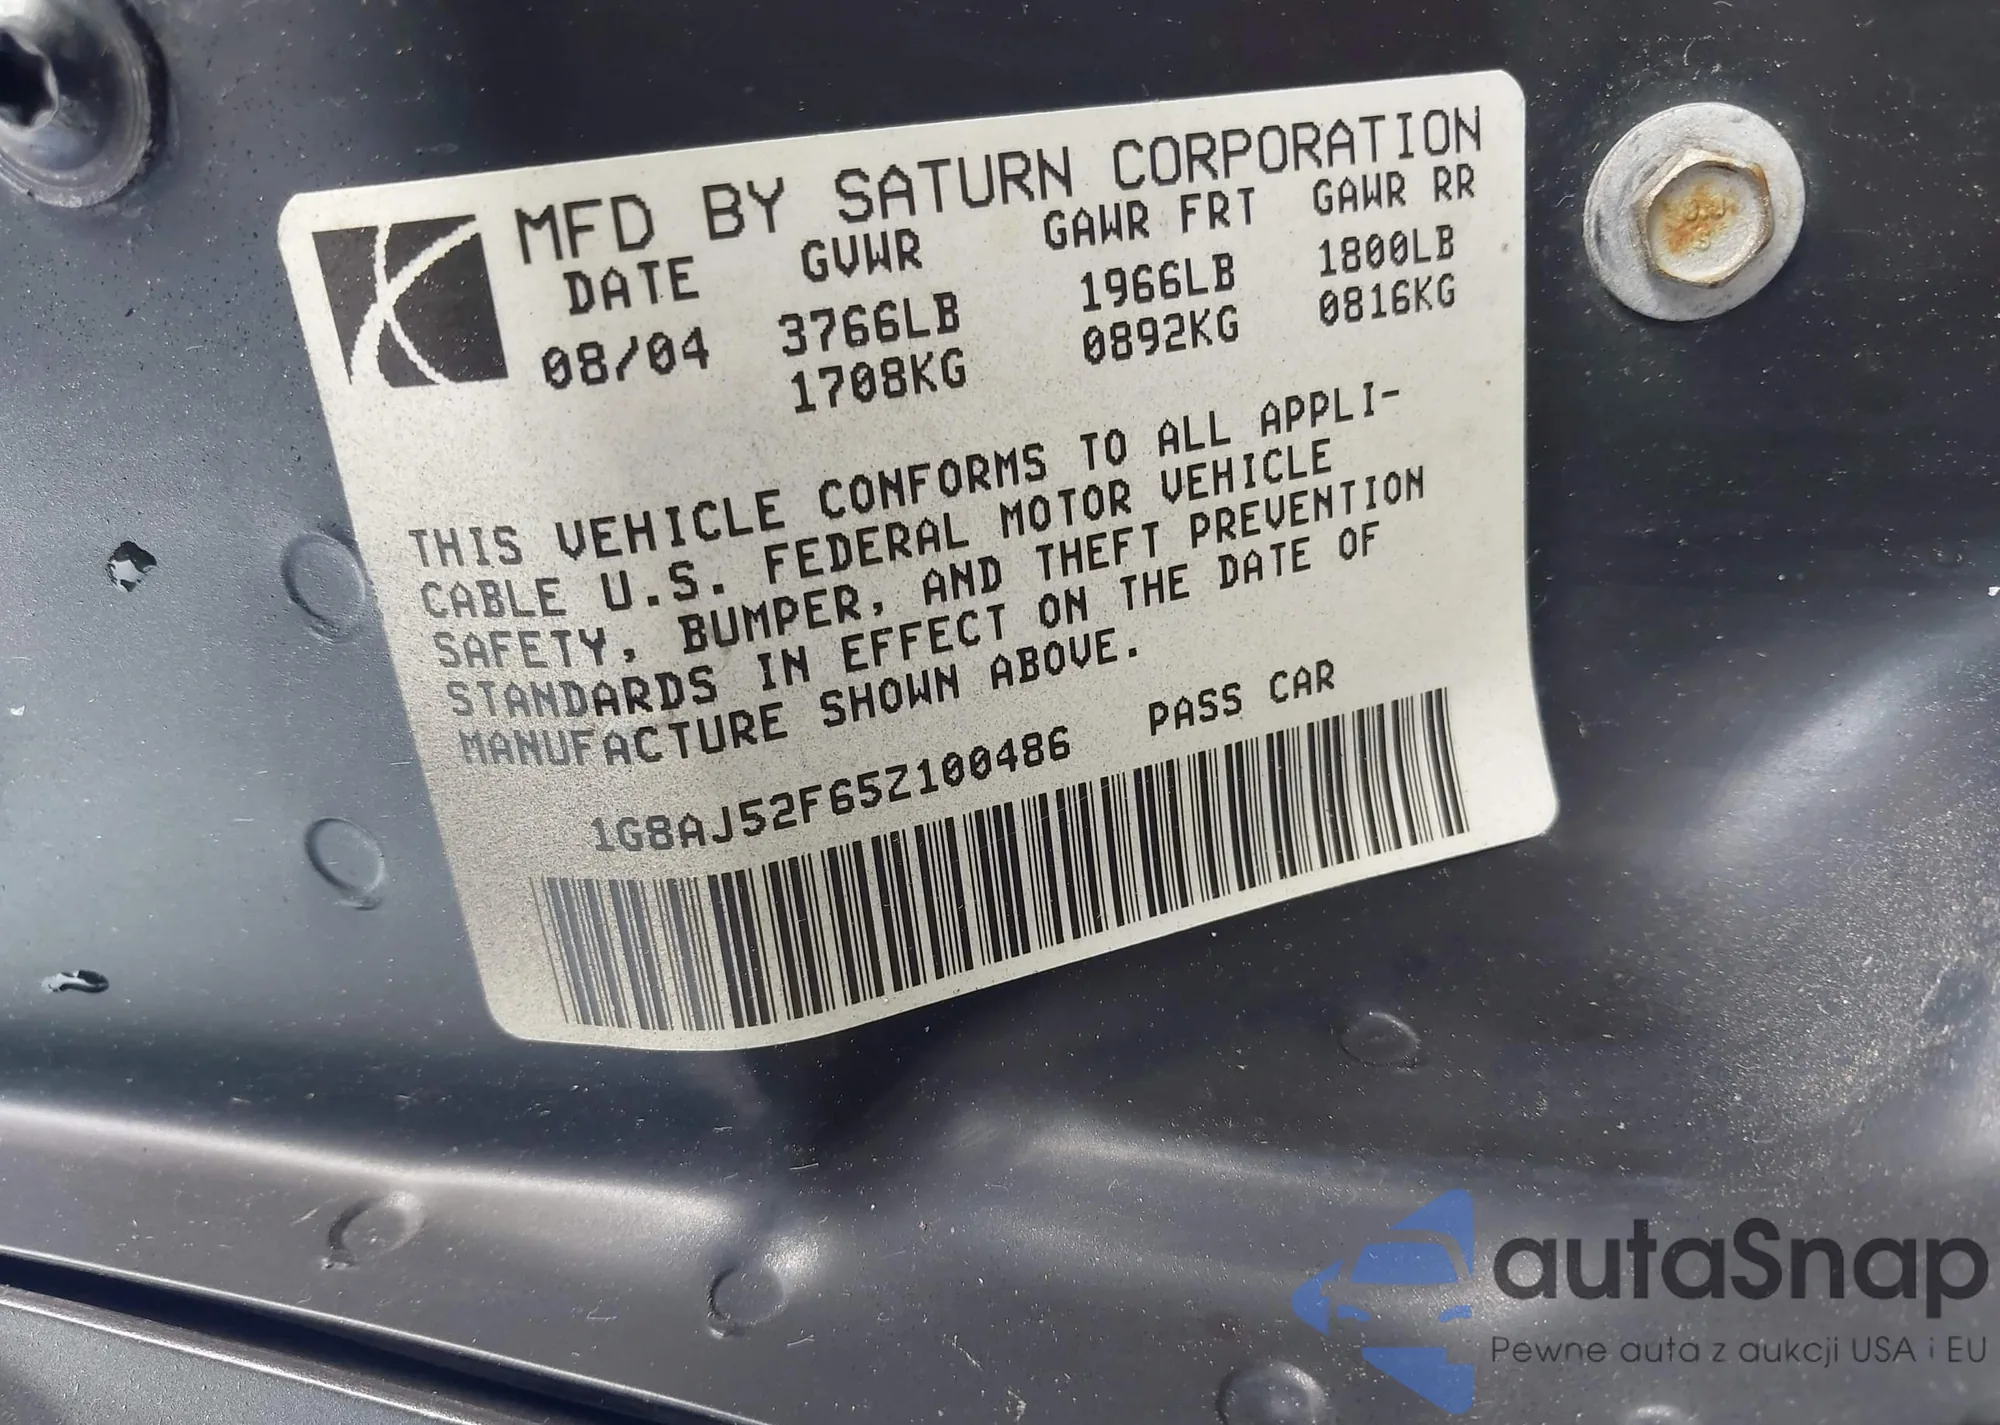 MFD BY SATURN CORPORATION
DATE GVWR GAWR FRT GAWR RR
08/04 3766LB 1966LB 1800LB
1708KG 0892KG 0816KG
THIS VEHICLE CONFORMS TO ALL APPLI-
CABLE U.S. FEDERAL MOTOR VEHICLE
SAFETY, BUMPER, AND THEFT PREVENTION
STANDARDS IN EFFECT ON THE DATE OF
MANUFACTURE SHOWN ABOVE.
1G8AJ52F65Z100486 PASS CAR
autaSnap
Pewne auta z aukcji USA i EU